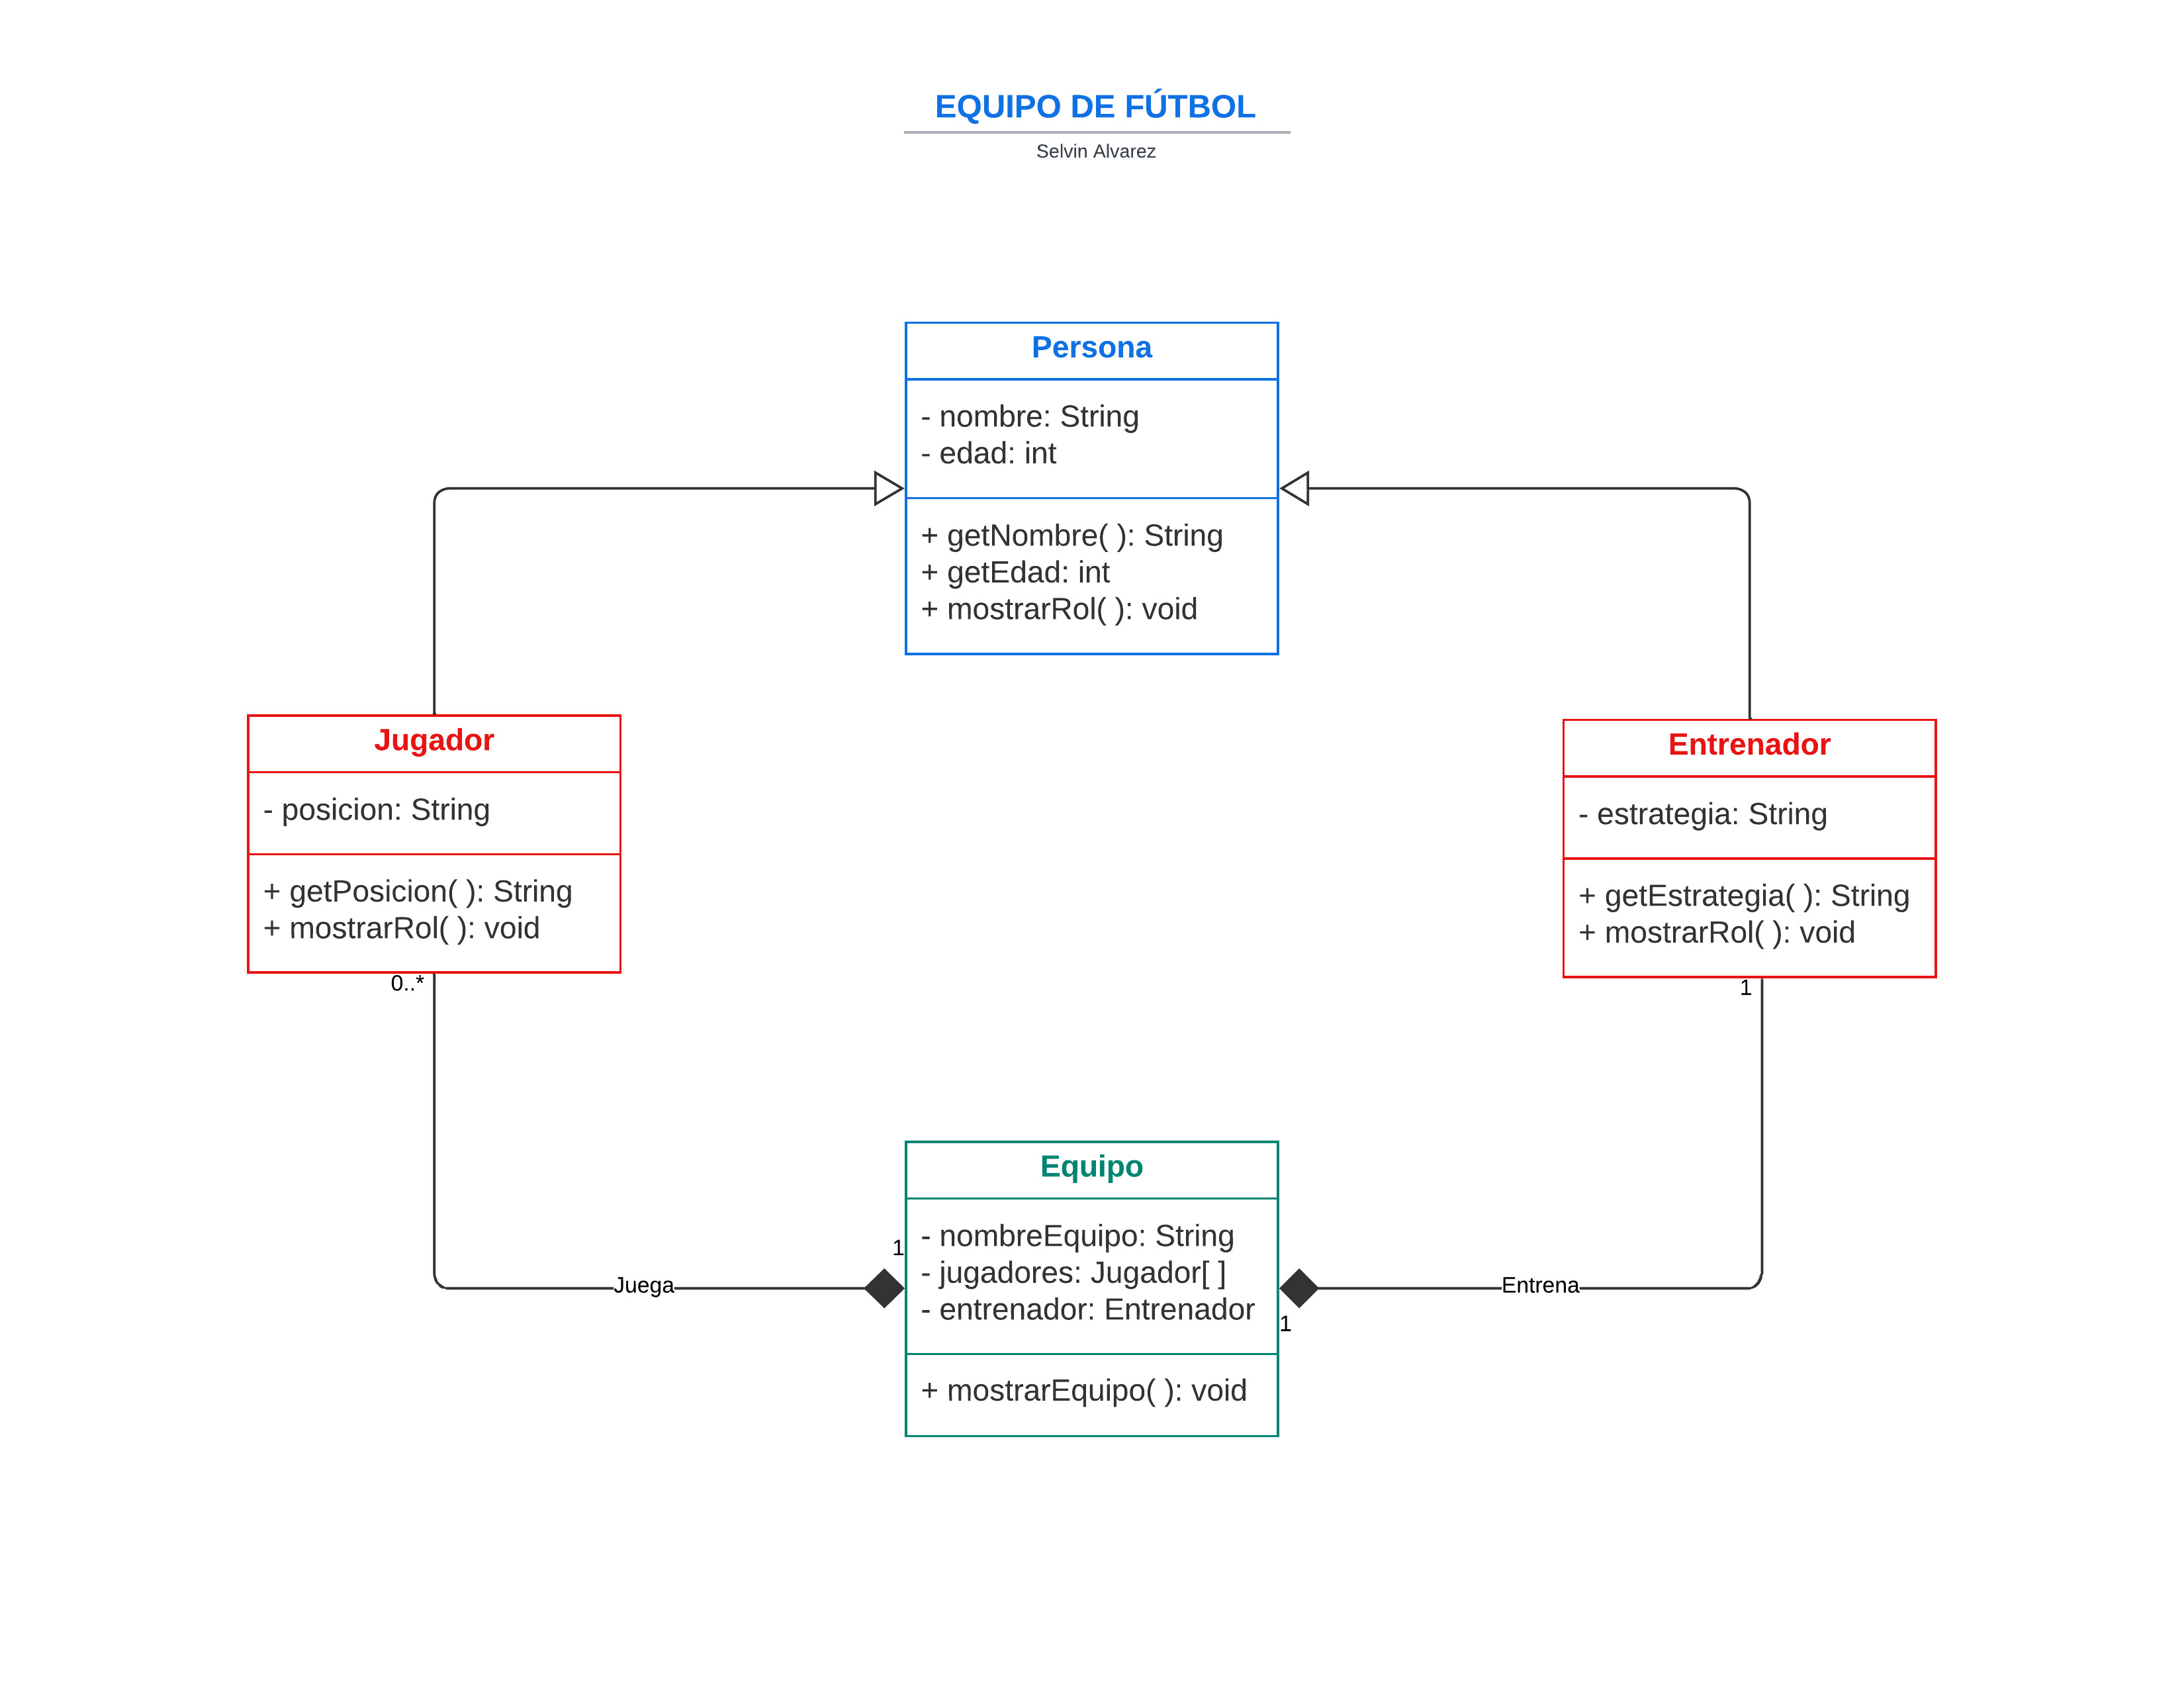 EQUIPO DE FÚTBOL
Selvin Alvarez
Persona
- nombre: String
- edad: int
+ getNombre( ): String
+ getEdad: int
+ mostrarRol( ): void
Jugador
- posicion: String
+ getPosicion( ): String
+ mostrarRol( ): void
0..*
Entrenador
- estrategia: String
+ getEstrategia( ): String
+ mostrarRol( ): void
1
Equipo
- nombreEquipo: String
- jugadores: Jugador[ ]
- entrenador: Entrenador
+ mostrarEquipo( ): void
1
Juega
Entrena
1